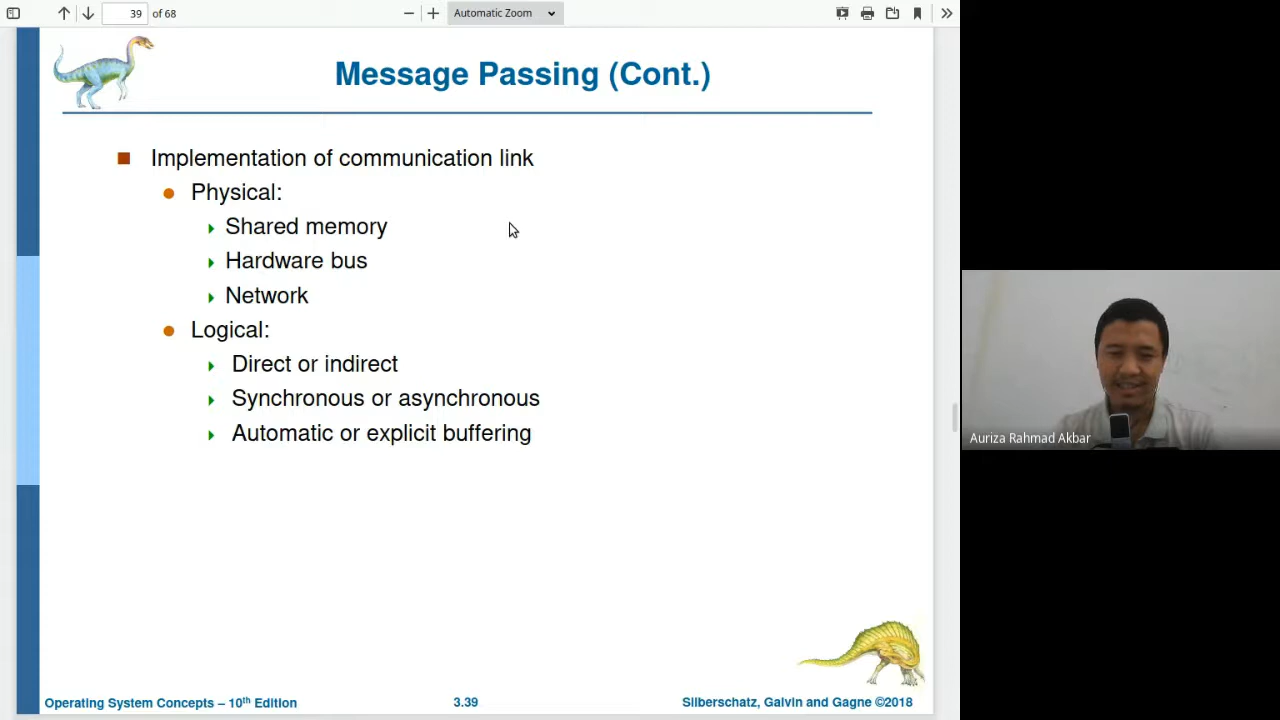 39 of 68
Automatic Zoom
Message Passing (Cont.)
Implementation of communication link
Physical:
Shared memory
Hardware bus
Network
Logical:
Direct or indirect
Synchronous or asynchronous
Automatic or explicit buffering
Auriza Rahmad Akbar
Operating System Concepts – 10th Edition
3.39
Silberschatz, Galvin and Gagne ©2018